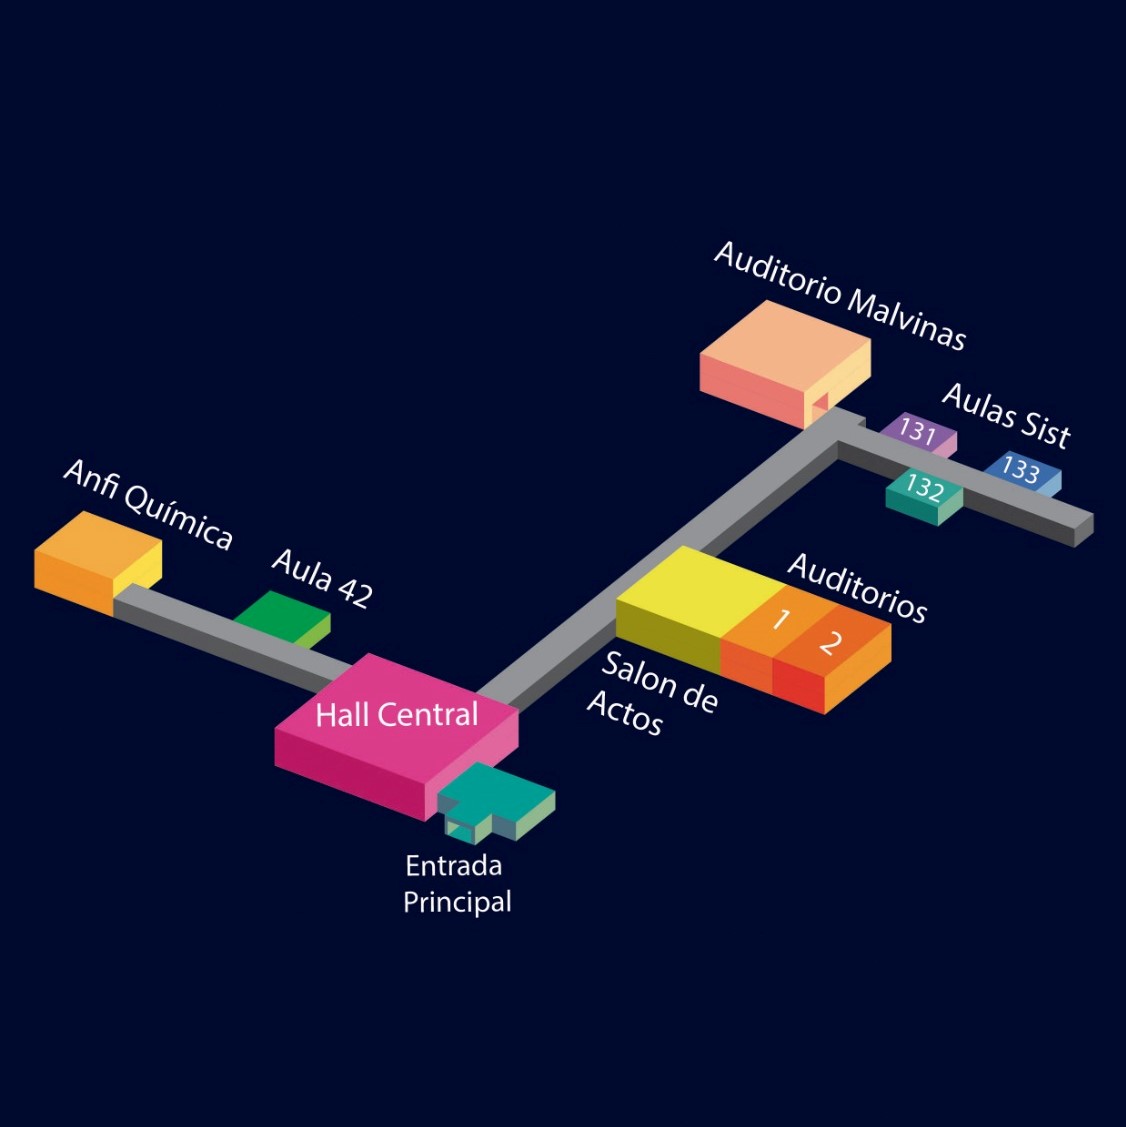 Auditorio Malvinas
Aulas Sist
131
133
132
Anfi Química
Aula 42
Auditorios
1
2
Salon de
Actos
Hall Central
Entrada
Principal